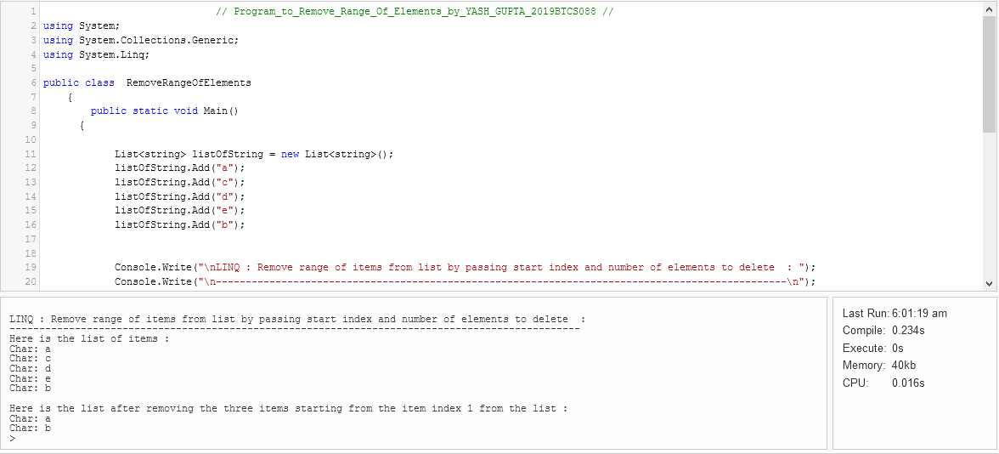 1 // Program_to_Remove_Range_Of_Elements_by_YASH_GUPTA_2019BTCS088 //
2 using System;
3 using System.Collections.Generic;
4 using System.Linq;
5
6 public class  RemoveRangeOfElements
7 {
8 public static void Main()
9 {
10
11 List<string> listOfString = new List<string>();
12 listOfString.Add("a");
13 listOfString.Add("c");
14 listOfString.Add("d");
15 listOfString.Add("e");
16 listOfString.Add("b");
17
18
19 Console.Write("\nLINQ : Remove range of items from list by passing start index and number of elements to delete  : ");
20 Console.Write("\n------------------------------------------------------------------------------------------------\n");
LINQ : Remove range of items from list by passing start index and number of elements to delete  :
------------------------------------------------------------------------------------------------
Here is the list of items :
Char: a
Char: c
Char: d
Char: e
Char: b
Here is the list after removing the three items starting from the item index 1 from the list :
Char: a
Char: b
>
Last Run: 6:01:19 am
Compile: 0.234s
Execute: 0s
Memory: 40kb
CPU: 0.016s